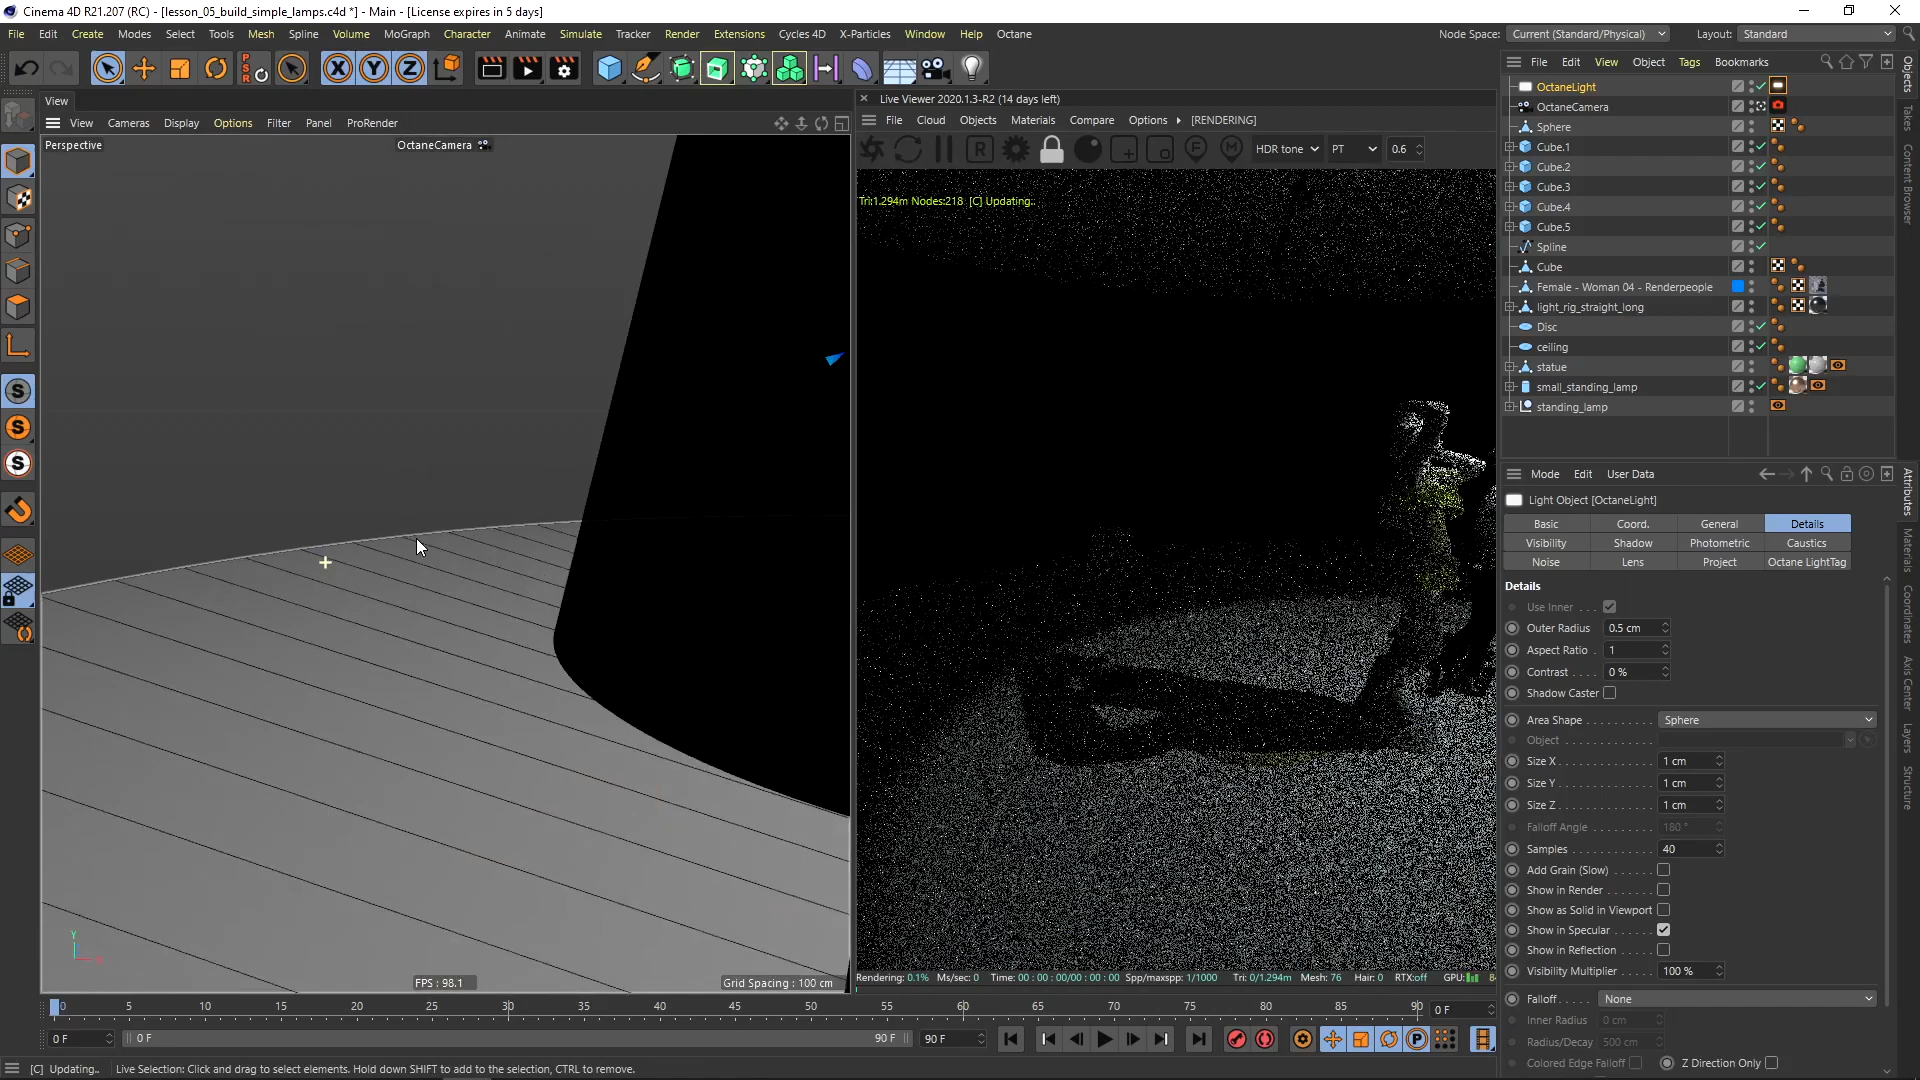 Cinema 4D R21.207 (RC) - [lesson_05_build_simple_lamps.c4d *] - Main - [License expires in 5 days]
File Edit Create Modes Select Tools Mesh Spline Volume MoGraph Character Animate Simulate Tracker Render Extensions Cycles 4D X-Particles Window Help Octane
Node Space: Current (Standard/Physical) Layout: Standard
PSR X Y Z
View
View Cameras Display Options Filter Panel ProRender
Perspective OctaneCamera
Live Viewer 2020.1.3-R2 (14 days left)
File Cloud Objects Materials Compare Options [RENDERING]
R F M HDR tone PT 0.6
Tri:1.294m Nodes:218 [C] Updating..
File Edit View Object Tags Bookmarks
OctaneLight
OctaneCamera
Sphere
Cube.1
Cube.2
Cube.3
Cube.4
Cube.5
Spline
Cube
Female - Woman 04 - Renderpeople
light_rig_straight_long
Disc
ceiling
statue
small_standing_lamp
standing_lamp
Objects
Takes
Content Browser
Mode Edit User Data
Light Object [OctaneLight]
Basic Coord. General Details
Visibility Shadow Photometric Caustics
Noise Lens Project Octane LightTag
Details
Use Inner . . .
Outer Radius 0.5 cm
Aspect Ratio . 1
Contrast . . . . 0 %
Shadow Caster
Area Shape . . . . . . . . . . Sphere
Object . . . . . . . . . . . . . .
Size X . . . . . . . . . . . . . . 1 cm
Size Y . . . . . . . . . . . . . . 1 cm
Size Z . . . . . . . . . . . . . . 1 cm
Falloff Angle . . . . . . . . . 180 °
Samples . . . . . . . . . . . . 40
Add Grain (Slow) . . . . . .
Show in Render . . . . . . .
Show as Solid in Viewport
Show in Specular . . . . . .
Show in Reflection . . . . .
Visibility Multiplier . . . . . 100 %
Falloff . . . . . None
Inner Radius 0 cm
Radius/Decay 500 cm
Colored Edge Falloff Z Direction Only
Attributes
Materials
Coordinates
Axis Center
Layers
Structure
S
S
S
Y
FPS : 98.1 Grid Spacing : 100 cm
Rendering: 0.1% Ms/sec: 0 Time: 00 : 00 : 00/00 : 00 : 00 Spp/maxspp: 1/1000 Tri: 0/1.294m Mesh: 76 Hair: 0 RTX:off GPU:
0 5 10 15 20 25 30 35 40 45 50 55 60 65 70 75 80 85 90 0 F
0 F 0 F 90 F 90 F
P
[C] Updating.. Live Selection: Click and drag to select elements. Hold down SHIFT to add to the selection, CTRL to remove.